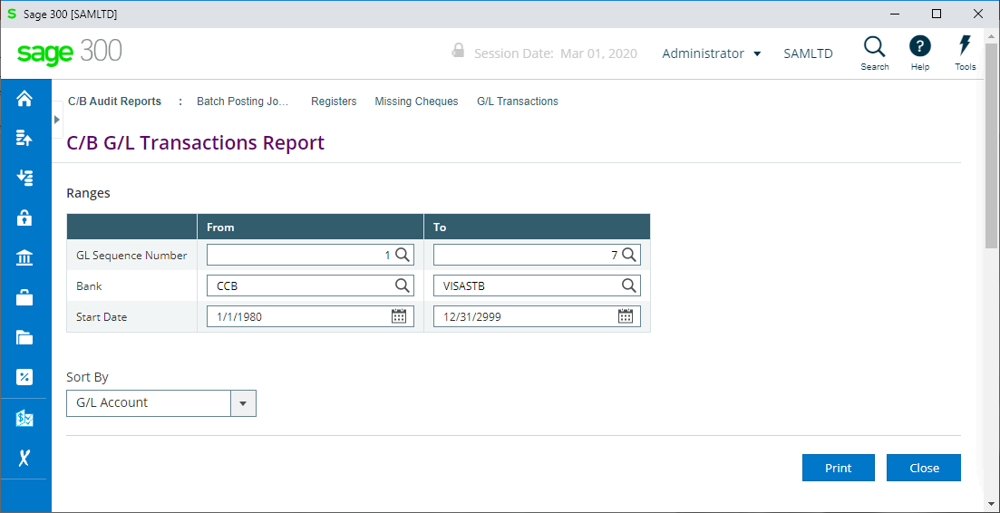 S Sage 300 [SAMLTD]
sage 300
Session Date: Mar 01, 2020
Administrator
SAMLTD
Search
?
Help
Tools
C/B Audit Reports : Batch Posting Jo... Registers Missing Cheques G/L Transactions
C/B G/L Transactions Report
Ranges
From To
GL Sequence Number 1 7
Bank CCB VISASTB
Start Date 1/1/1980 12/31/2999
Sort By
G/L Account
Print Close